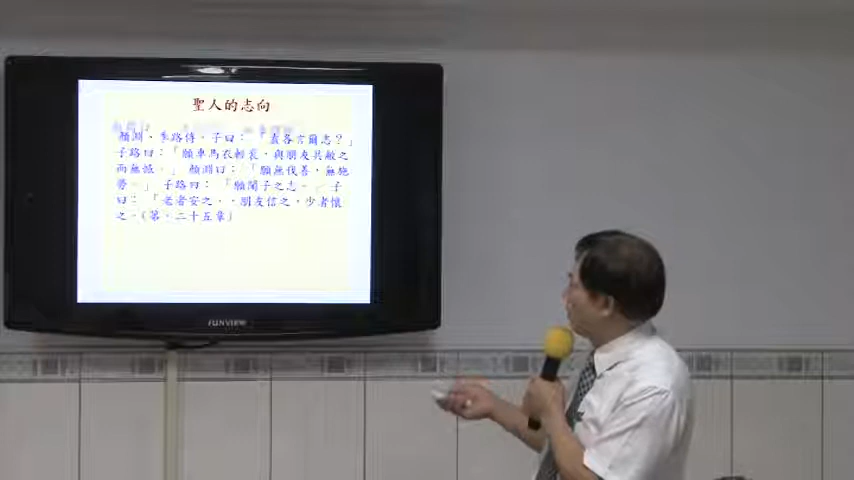 聖人的志向
顏淵、季路侍,子曰:「盍各言爾志?」
子路曰:「願車馬衣輕裘,與朋友共敝之
而無憾。」顏淵曰:「願無伐善,無施
勞。」子路曰:「願聞子之志。」子
曰:「老者安之,朋友信之,少者懷
之。」(第二十五章)
FUNVIEW